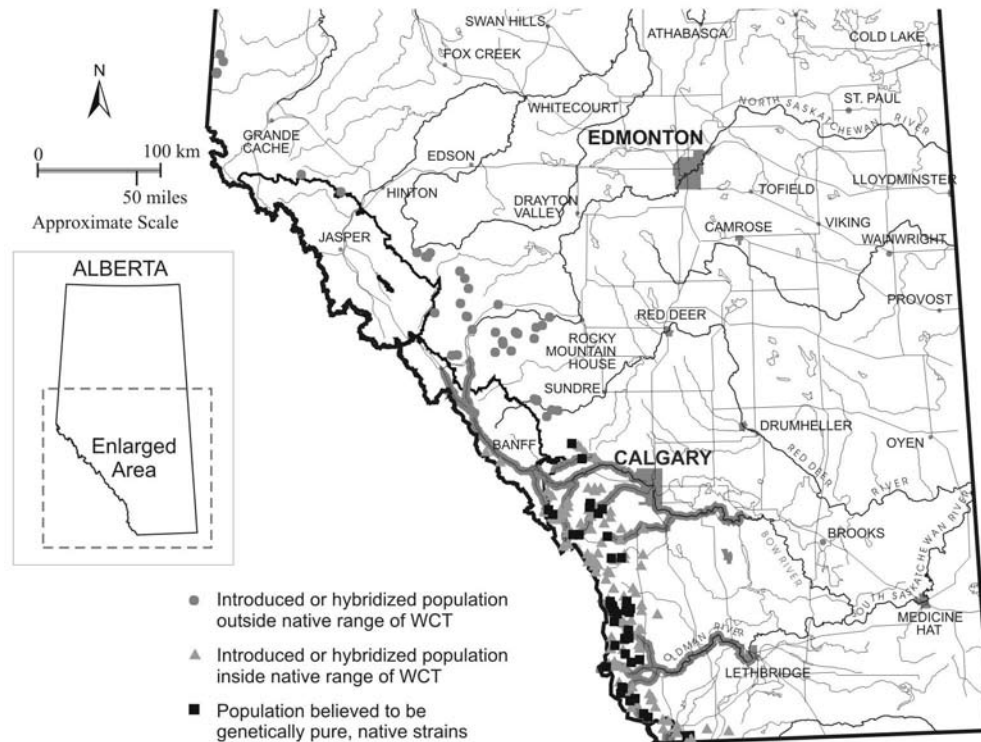 SWAN HILLS
ATHABASCA
COLD LAKE
FOX CREEK
N
WHITECOURT
ST. PAUL
NORTH SASKATCHEWAN
RIVER
GRANDE
CACHE
EDMONTON
0
100 km
EDSON
50 miles
HINTON
TOFIELD
LLOYDMINSTER
DRAYTON
VALLEY
Approximate Scale
JASPER
CAMROSE
VIKING
WAINWRIGHT
ALBERTA
PROVOST
RED DEER
ROCKY
MOUNTAIN
HOUSE
SUNDRE
Enlarged
Area
BANFF
DRUMHELLER
OYEN
CALGARY
RED DEER
RIVER
BROOKS
BOW RIVER
SOUTH SASKATCHEWAN RIVER
MEDICINE
HAT
OLDMAN RIVER
LETHBRIDGE
Introduced or hybridized population
outside native range of WCT
Introduced or hybridized population
inside native range of WCT
Population believed to be
genetically pure, native strains